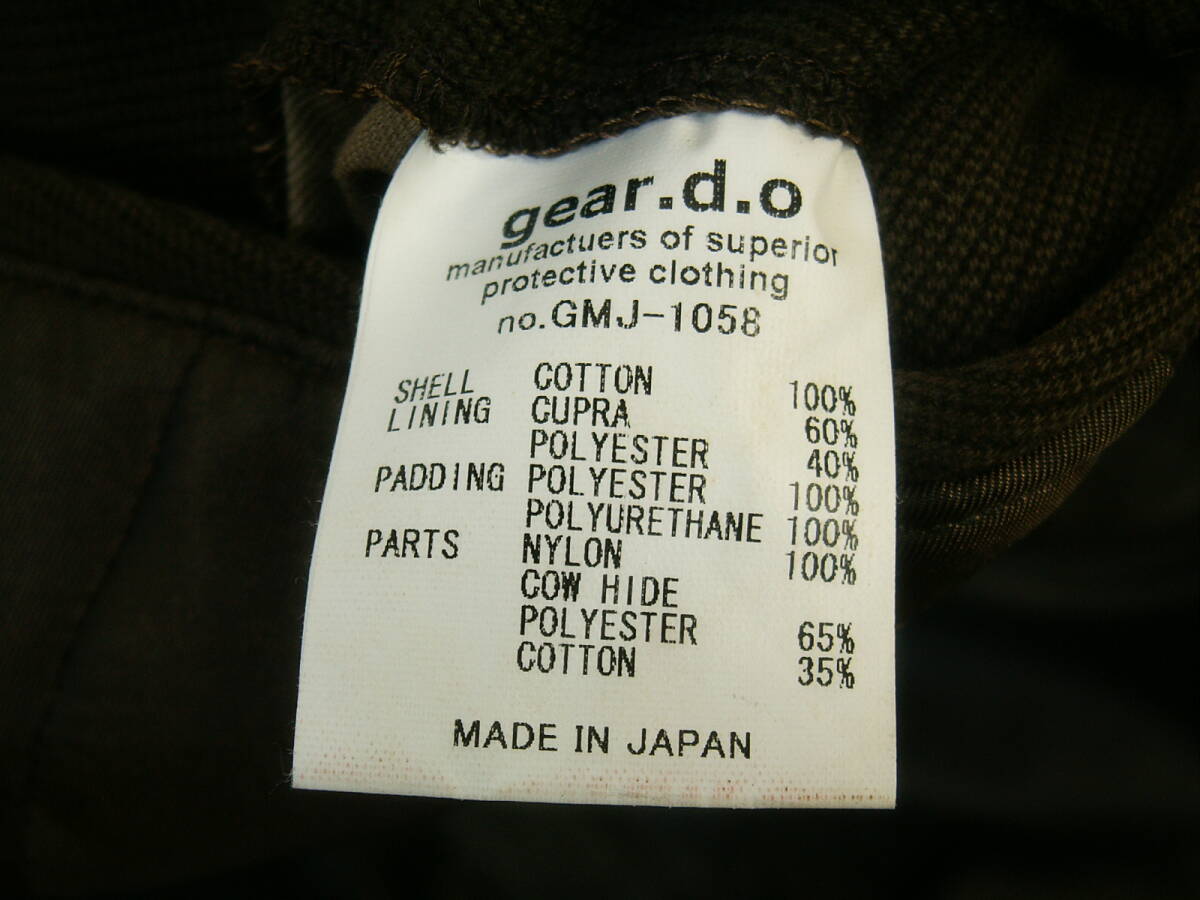 gear.d.o
manufactuers of superior
protective clothing
no.GMJ-1058
SHELL COTTON 100%
LINING CUPRA 60%
POLYESTER 40%
PADDING POLYESTER 100%
POLYURETHANE 100%
PARTS NYLON 100%
COW HIDE
POLYESTER 65%
COTTON 35%
MADE IN JAPAN